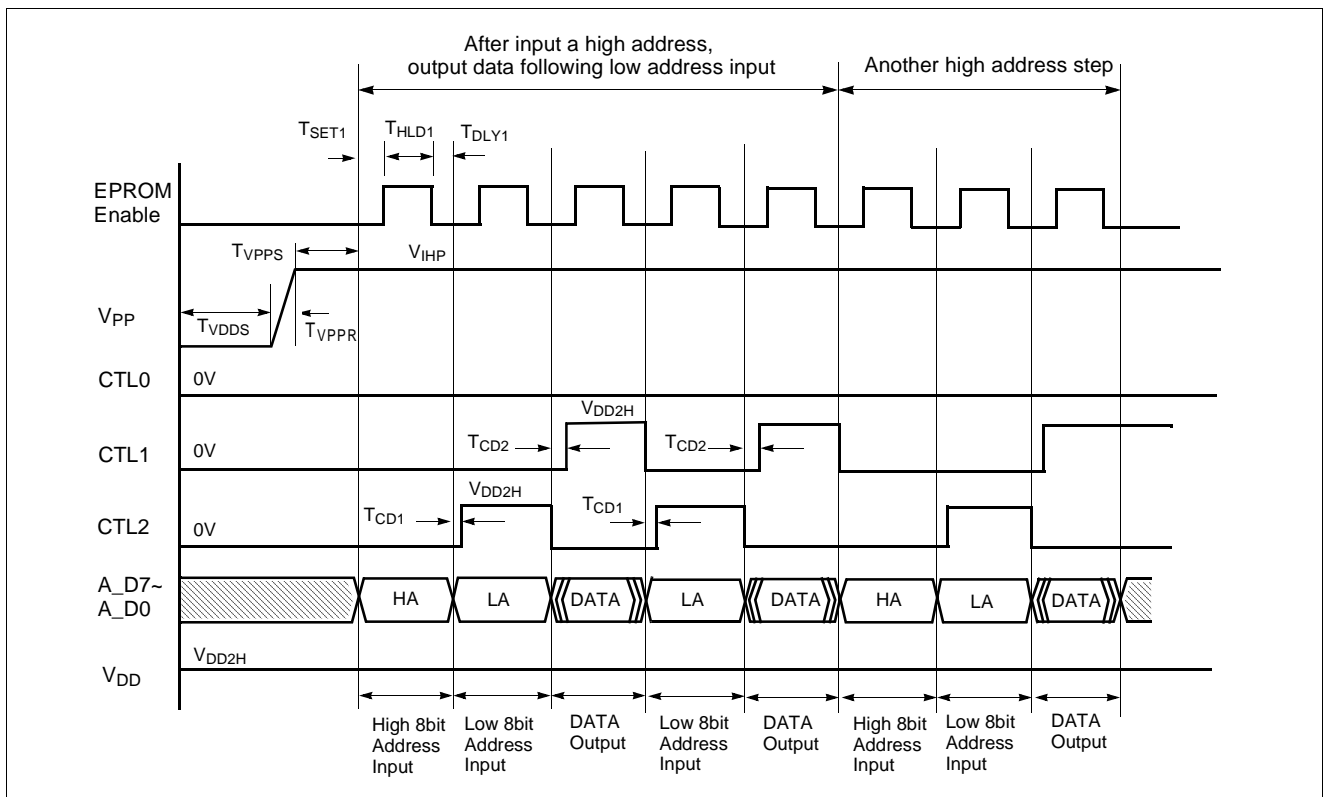 After input a high address,
output data following low address input
Another high address step
TSET1
THLD1
TDLY1
EPROM
Enable
TVPPS
VIHP
VPP
TVDDS
TVPPR
CTL0
0V
VDD2H
CTL1
0V
TCD2
TCD2
VDD2H
CTL2
0V
TCD1
TCD1
A_D7~
A_D0
HA
LA
DATA
LA
DATA
HA
LA
DATA
VDD2H
VDD
High 8bit
Address
Input
Low 8bit
Address
Input
DATA
Output
Low 8bit
Address
Input
DATA
Output
High 8bit
Address
Input
Low 8bit
Address
Input
DATA
Output